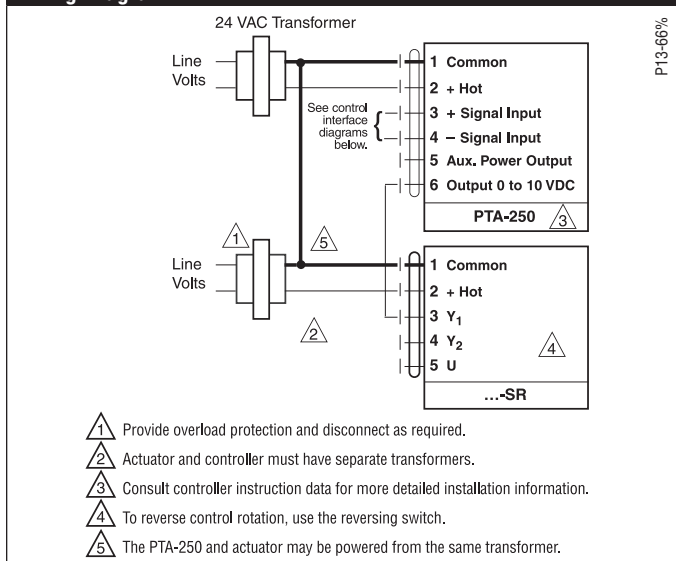 24 VAC Transformer
Line
Volts
1 Common
2 + Hot
See control
interface
diagrams
below.
3 + Signal Input
4 – Signal Input
5 Aux. Power Output
6 Output 0 to 10 VDC
PTA-250
3
P13-66%
1
5
Line
Volts
2
1 Common
2 + Hot
3 Y1
4 Y2
5 U
4
...-SR
1 Provide overload protection and disconnect as required.
2 Actuator and controller must have separate transformers.
3 Consult controller instruction data for more detailed installation information.
4 To reverse control rotation, use the reversing switch.
5 The PTA-250 and actuator may be powered from the same transformer.